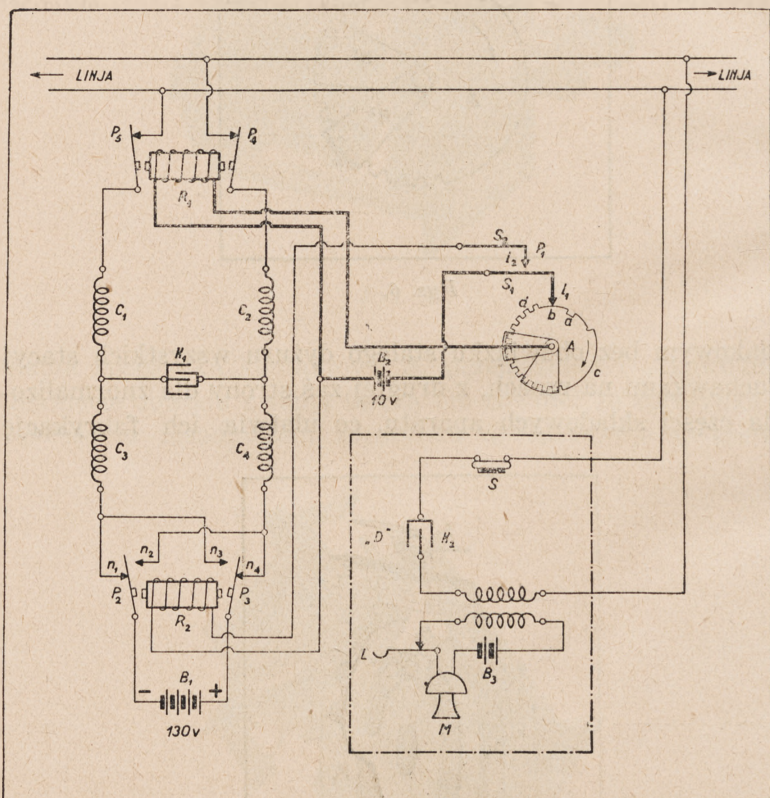 LINJA
LINJA
P₅
P₄
R₁
S₂
P₁
i₂
S₁
i₁
d
b
a
A
c
C₁
C₂
K₁
B₂
10 v
C₃
C₄
S
„D"
K₂
n₂
n₃
n₁
n₄
P₂
P₃
R₂
L
B₃
M
−
B₁
+
130 v